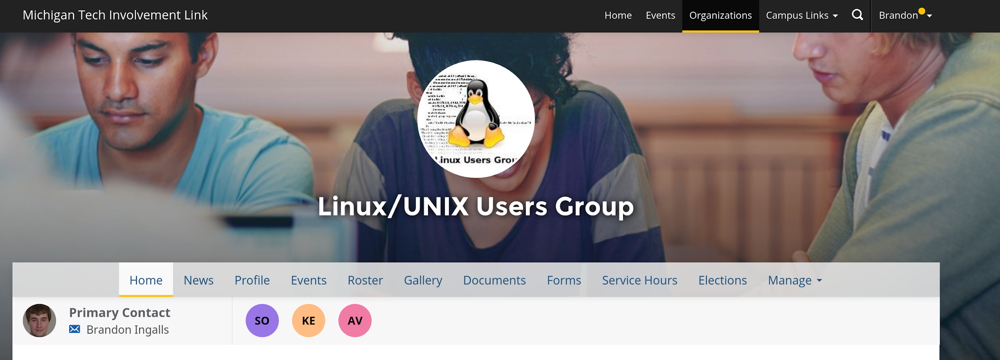 Michigan Tech Involvement Link
Home Events Organizations Campus Links Brandon
Linux Users Grou
Linux/UNIX Users Group
Home News Profile Events Roster Gallery Documents Forms Service Hours Elections Manage
Primary Contact
Brandon Ingalls
SO KE AV